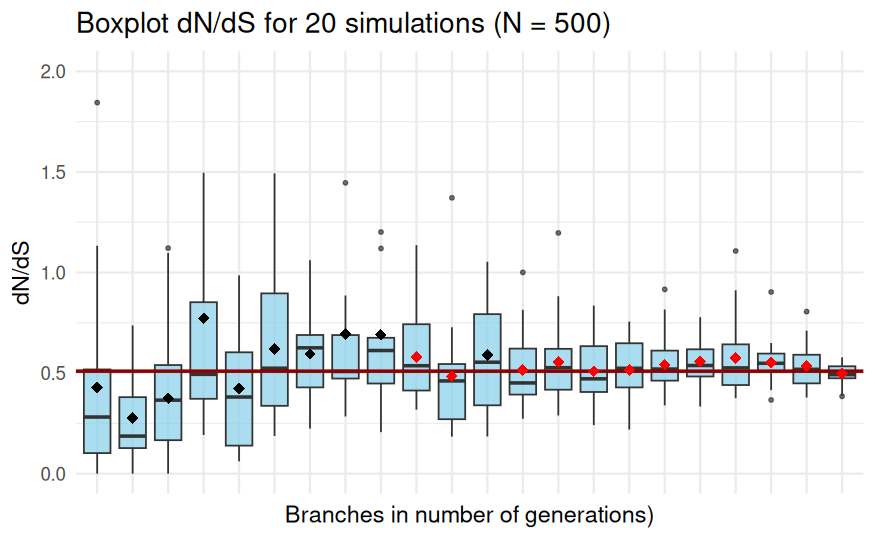 Boxplot dN/dS for 20 simulations (N = 500)
2.0
1.5
1.0
0.5
0.0
dN/dS
Branches in number of generations)